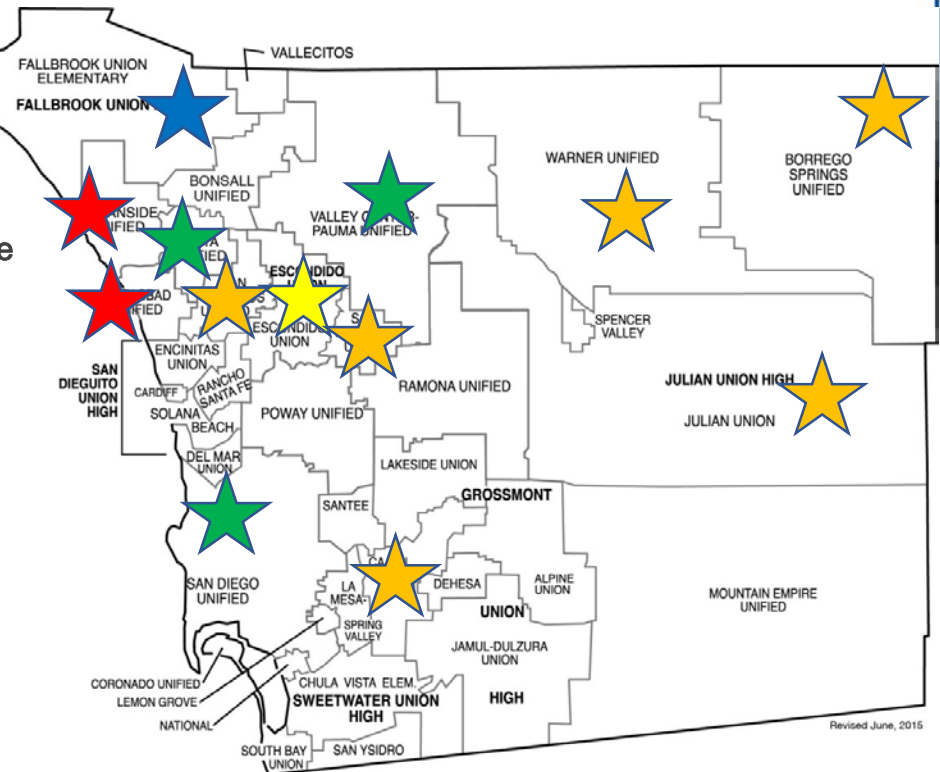 VALLECITOS
FALLBROOK UNION
ELEMENTARY
FALLBROOK UNION
BONSALL
UNIFIED
WARNER UNIFIED
BORREGO
SPRINGS
UNIFIED
VALLEY
PAUMA UNIFIED
ESCONDIDO
ESCONDIDO
UNION
SPENCER
VALLEY
ENCINITAS
UNION
SAN
DIEGUITO
UNION
HIGH
CARDIFF
RANCHO
SANTA FE
SOLANA
BEACH
RAMONA UNIFIED
JULIAN UNION HIGH
JULIAN UNION
POWAY UNIFIED
DEL MAR
UNION
LAKESIDE UNION
SANTEE
GROSSMONT
SAN DIEGO
UNIFIED
LA
MESA-
SPRING
VALLEY
DEHESA
ALPINE
UNION
UNION
MOUNTAIN EMPIRE
UNIFIED
JAMUL-DULZURA
UNION
HIGH
CORONADO UNIFIED
LEMON GROVE
NATIONAL
CHULA VISTA ELEM.
SWEETWATER UNION
HIGH
SOUTH BAY
UNION
SAN YSIDRO
Revised June, 2015